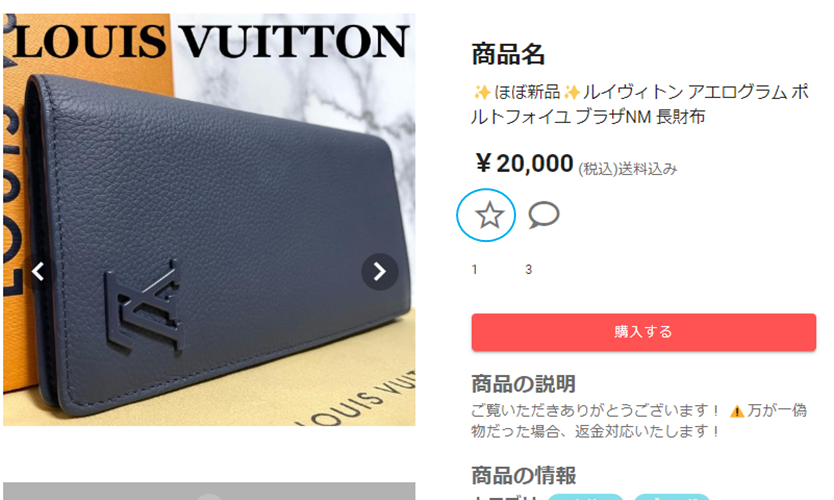 LOUIS VUITTON
LOUIS VUIT
商品名
✨ほぼ新品✨ルイヴィトン アエログラム ポ
ルトフォイユ ブラザNM 長財布
￥20,000 (税込)送料込み
1 3
購入する
商品の説明
ご覧いただきありがとうございます！ ⚠️万が一偽
物だった場合、返金対応いたします！
商品の情報